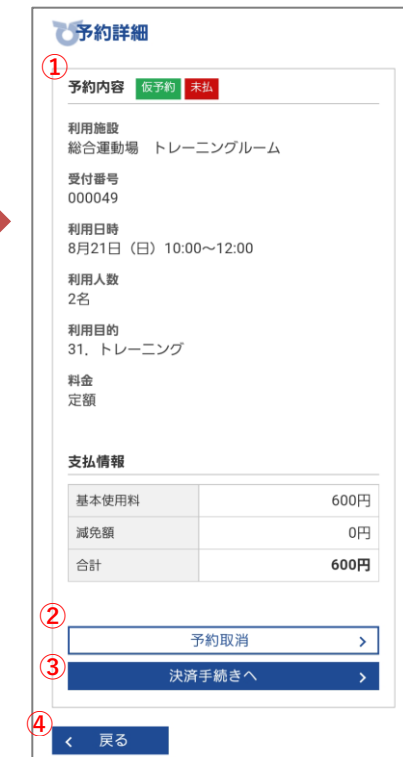 予約詳細
①
予約内容 仮予約 未払
利用施設
総合運動場　トレーニングルーム
受付番号
000049
利用日時
8月21日（日）10:00～12:00
利用人数
2名
利用目的
31．トレーニング
料金
定額
支払情報
基本使用料 600円
減免額 0円
合計 600円
②
予約取消 >
③
決済手続きへ >
④
< 戻る